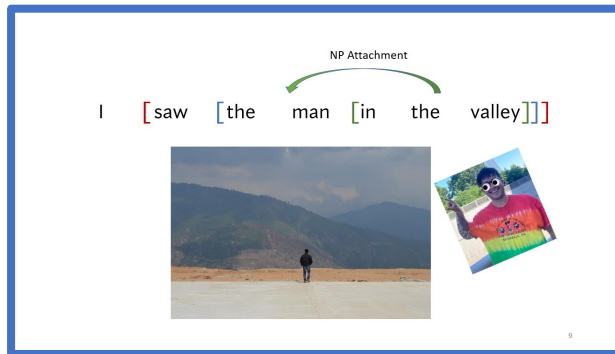 NP Attachment
I [saw [the man [in the valley]]]
9